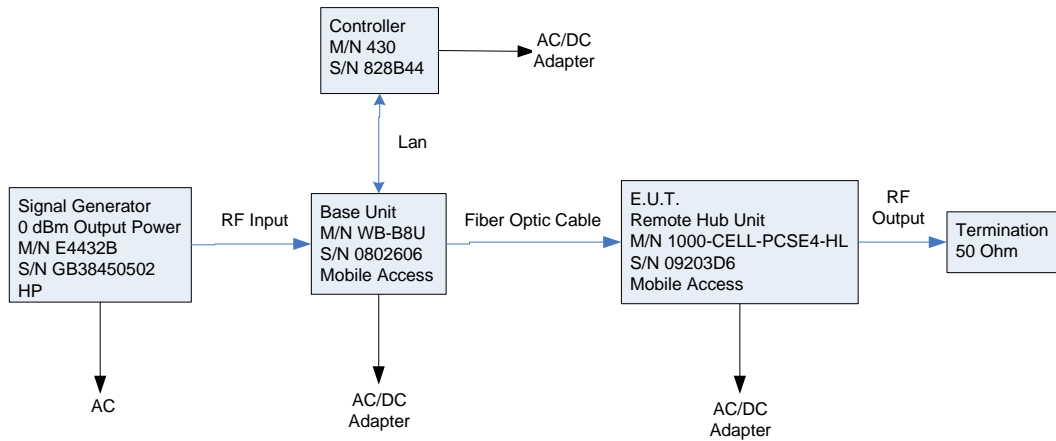 Controller
M/N 430
S/N 828B44
AC/DC
Adapter
Lan
Signal Generator
0 dBm Output Power
M/N E4432B
S/N GB38450502
HP
RF Input
Base Unit
M/N WB-B8U
S/N 0802606
Mobile Access
Fiber Optic Cable
E.U.T.
Remote Hub Unit
M/N 1000-CELL-PCSE4-HL
S/N 09203D6
Mobile Access
RF
Output
Termination
50 Ohm
AC
AC/DC
Adapter
AC/DC
Adapter